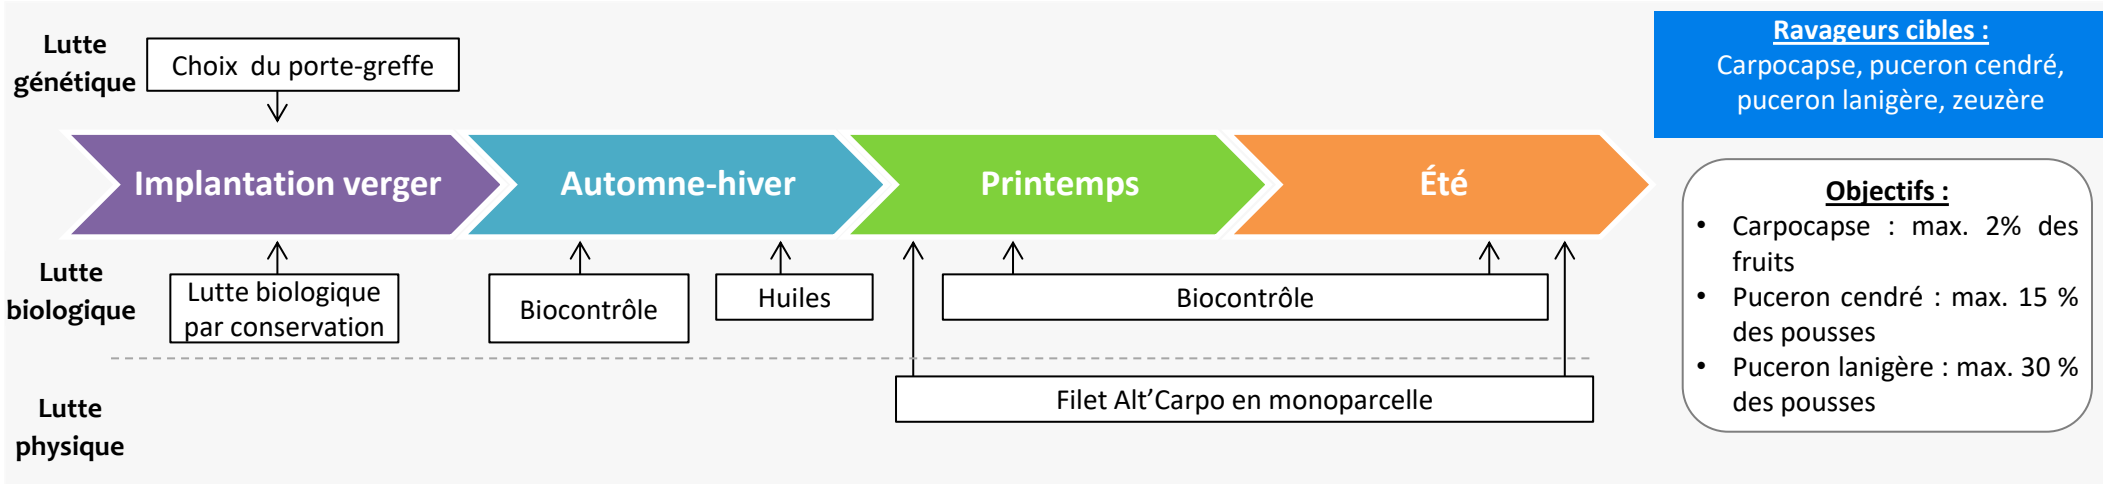 Lutte
génétique
Choix du porte-greffe
Ravageurs cibles :
Carpocapse, puceron cendré,
puceron lanigère, zeuzère
Implantation verger
Automne-hiver
Printemps
Été
Lutte
biologique
Lutte biologique
par conservation
Biocontrôle
Huiles
Biocontrôle
Lutte
physique
Filet Alt’Carpo en monoparcelle
Objectifs :
• Carpocapse : max. 2% des
fruits
• Puceron cendré : max. 15 %
des pousses
• Puceron lanigère : max. 30 %
des pousses